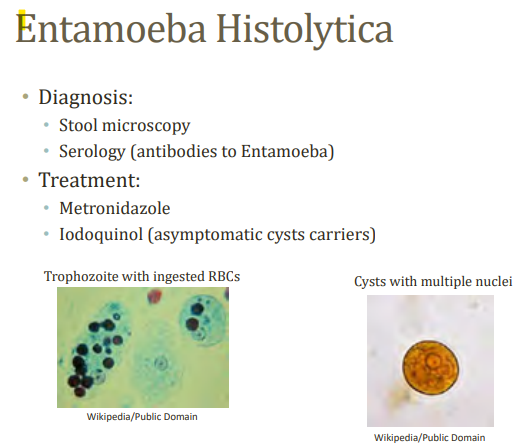 Entamoeba Histolytica
• Diagnosis:
• Stool microscopy
• Serology (antibodies to Entamoeba)
• Treatment:
• Metronidazole
• Iodoquinol (asymptomatic cysts carriers)
Trophozoite with ingested RBCs
Cysts with multiple nuclei
Wikipedia/Public Domain
Wikipedia/Public Domain